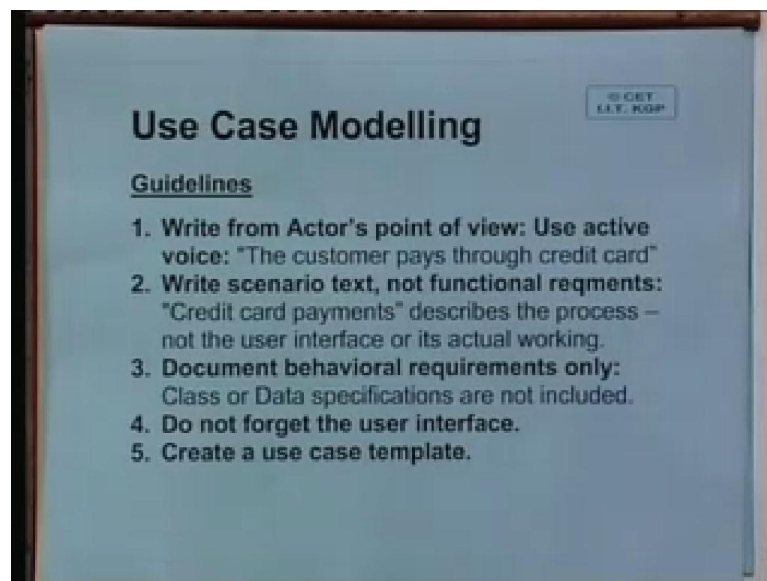 © CET
I.I.T. KGP
Use Case Modelling
Guidelines
1. Write from Actor's point of view: Use active
voice: "The customer pays through credit card"
2. Write scenario text, not functional reqments:
"Credit card payments" describes the process –
not the user interface or its actual working.
3. Document behavioral requirements only:
Class or Data specifications are not included.
4. Do not forget the user interface.
5. Create a use case template.